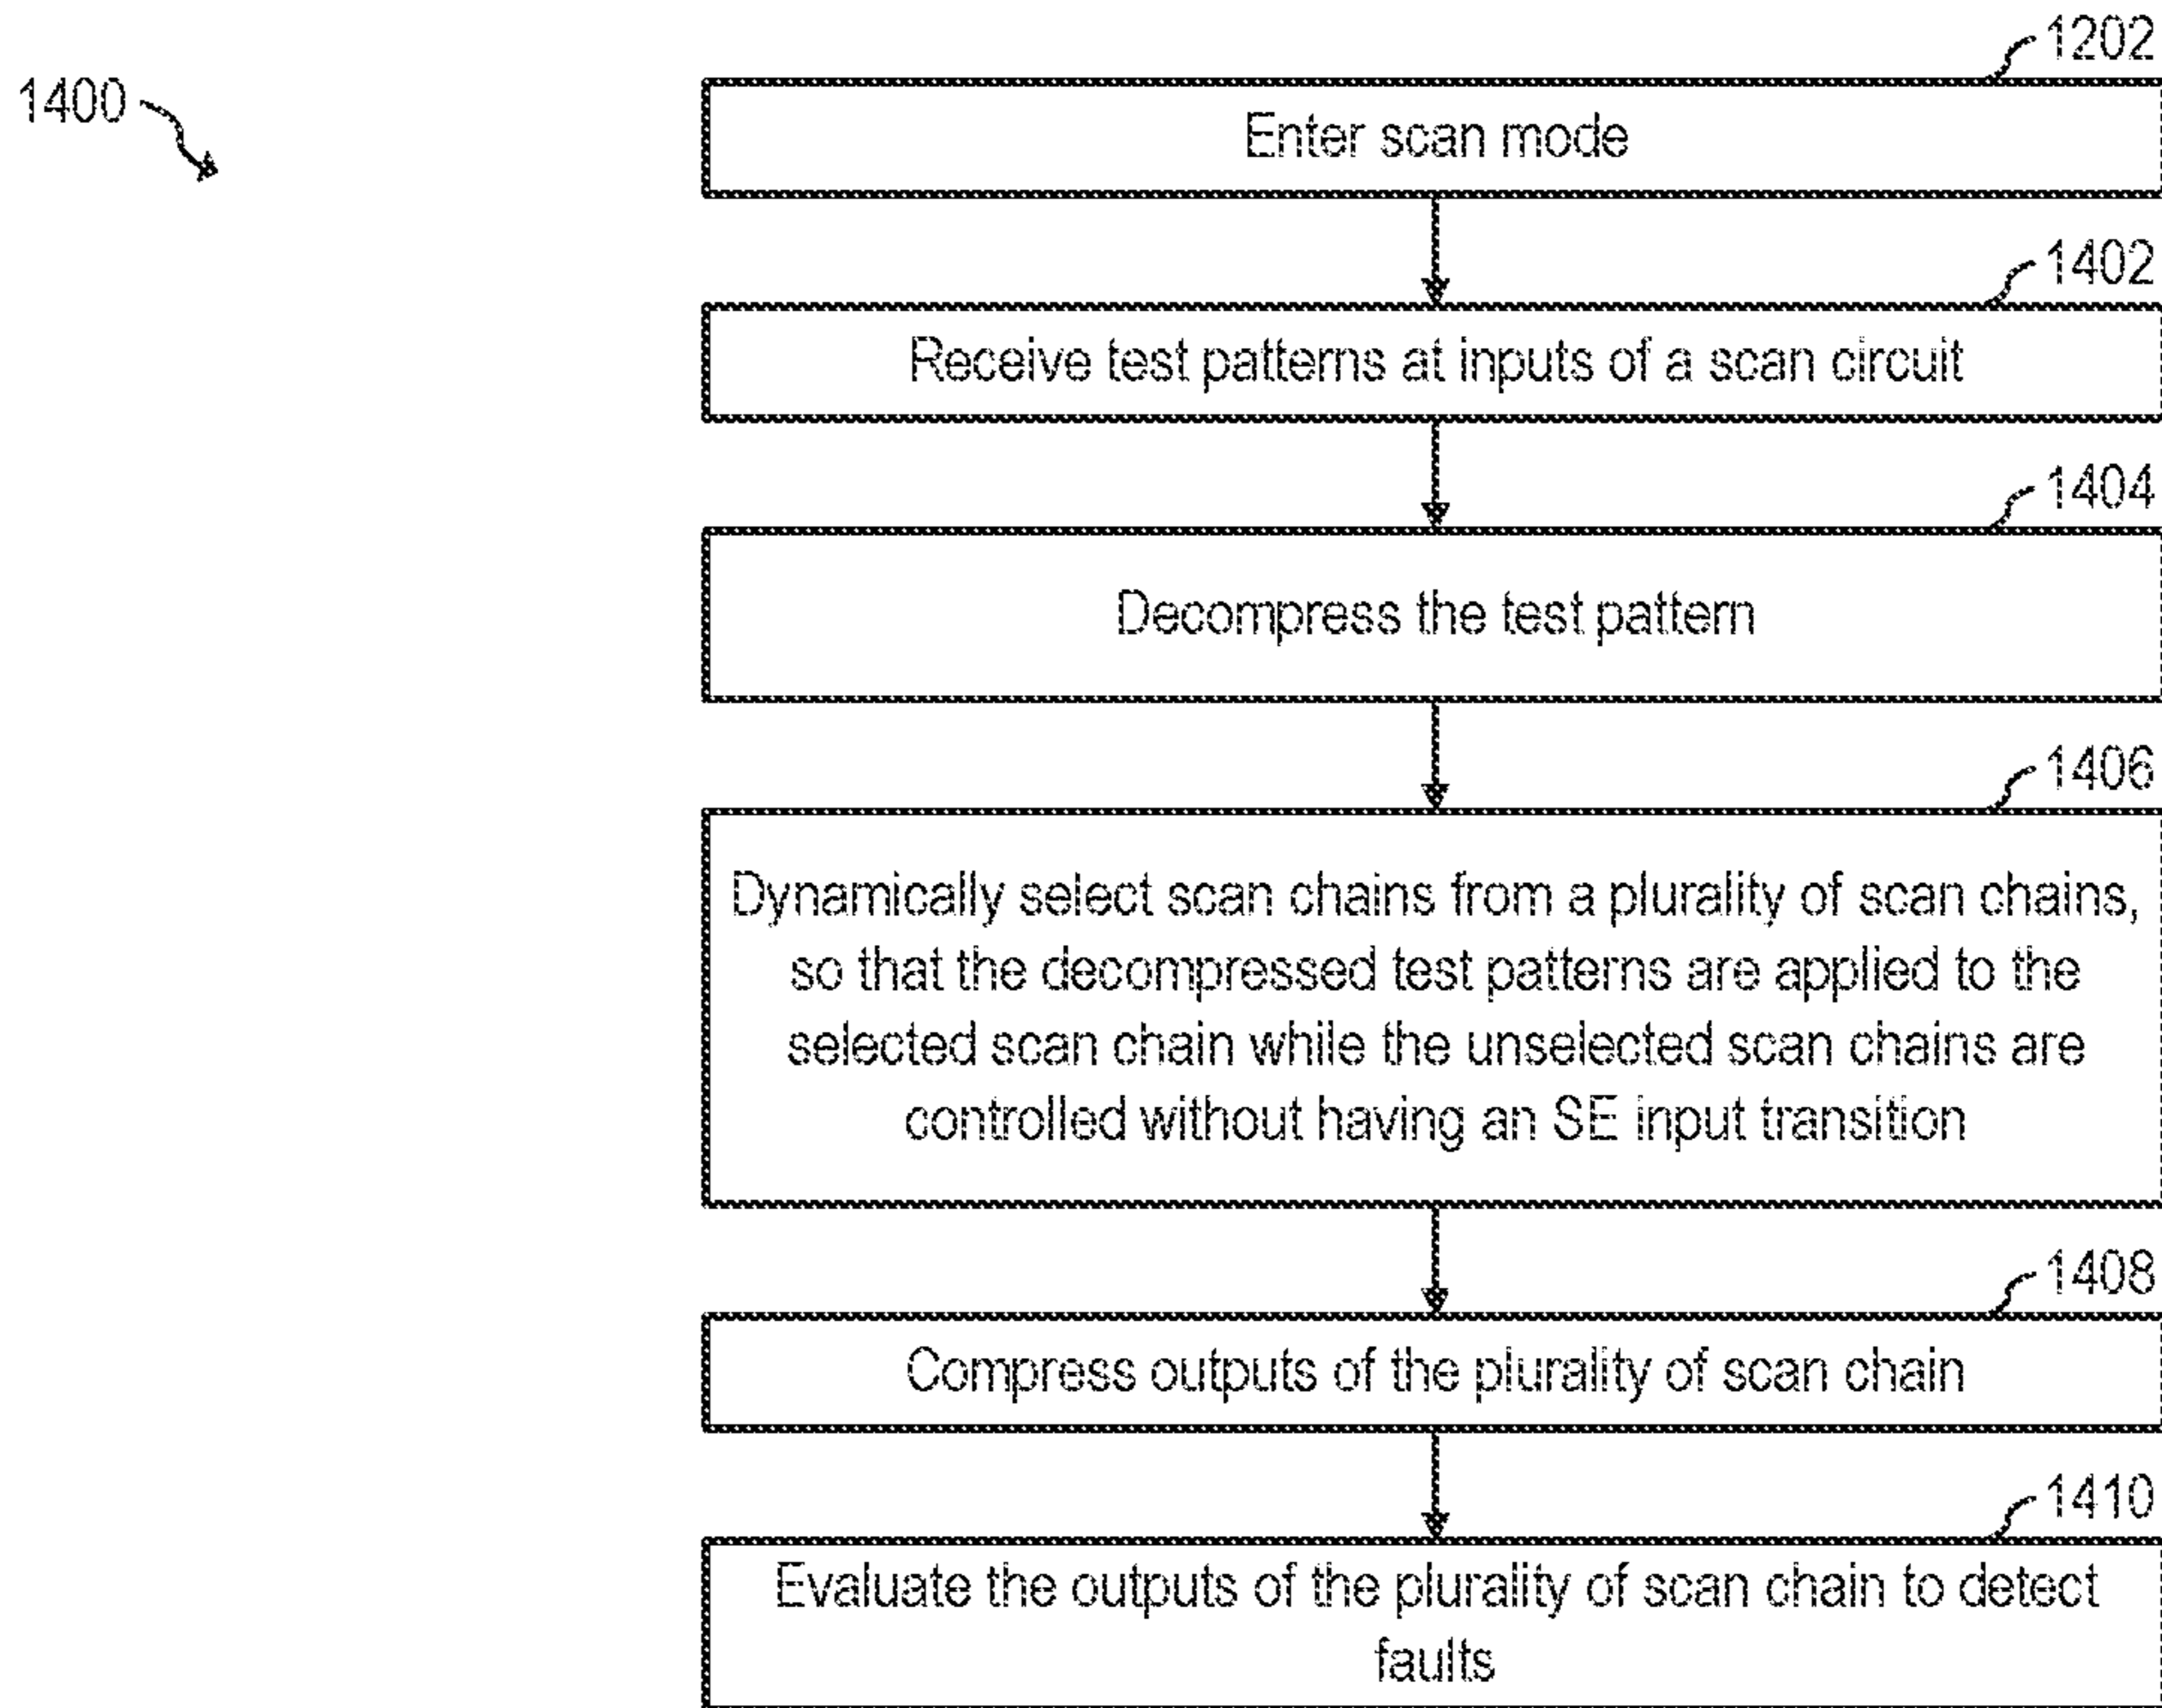 1400
1202
Enter scan mode
1402
Receive test patterns at inputs of a scan circuit
1404
Decompress the test pattern
1406
Dynamically select scan chains from a plurality of scan chains,
so that the decompressed test patterns are applied to the
selected scan chain while the unselected scan chains are
controlled without having an SE input transition
1408
Compress outputs of the plurality of scan chain
1410
Evaluate the outputs of the plurality of scan chain to detect
faults